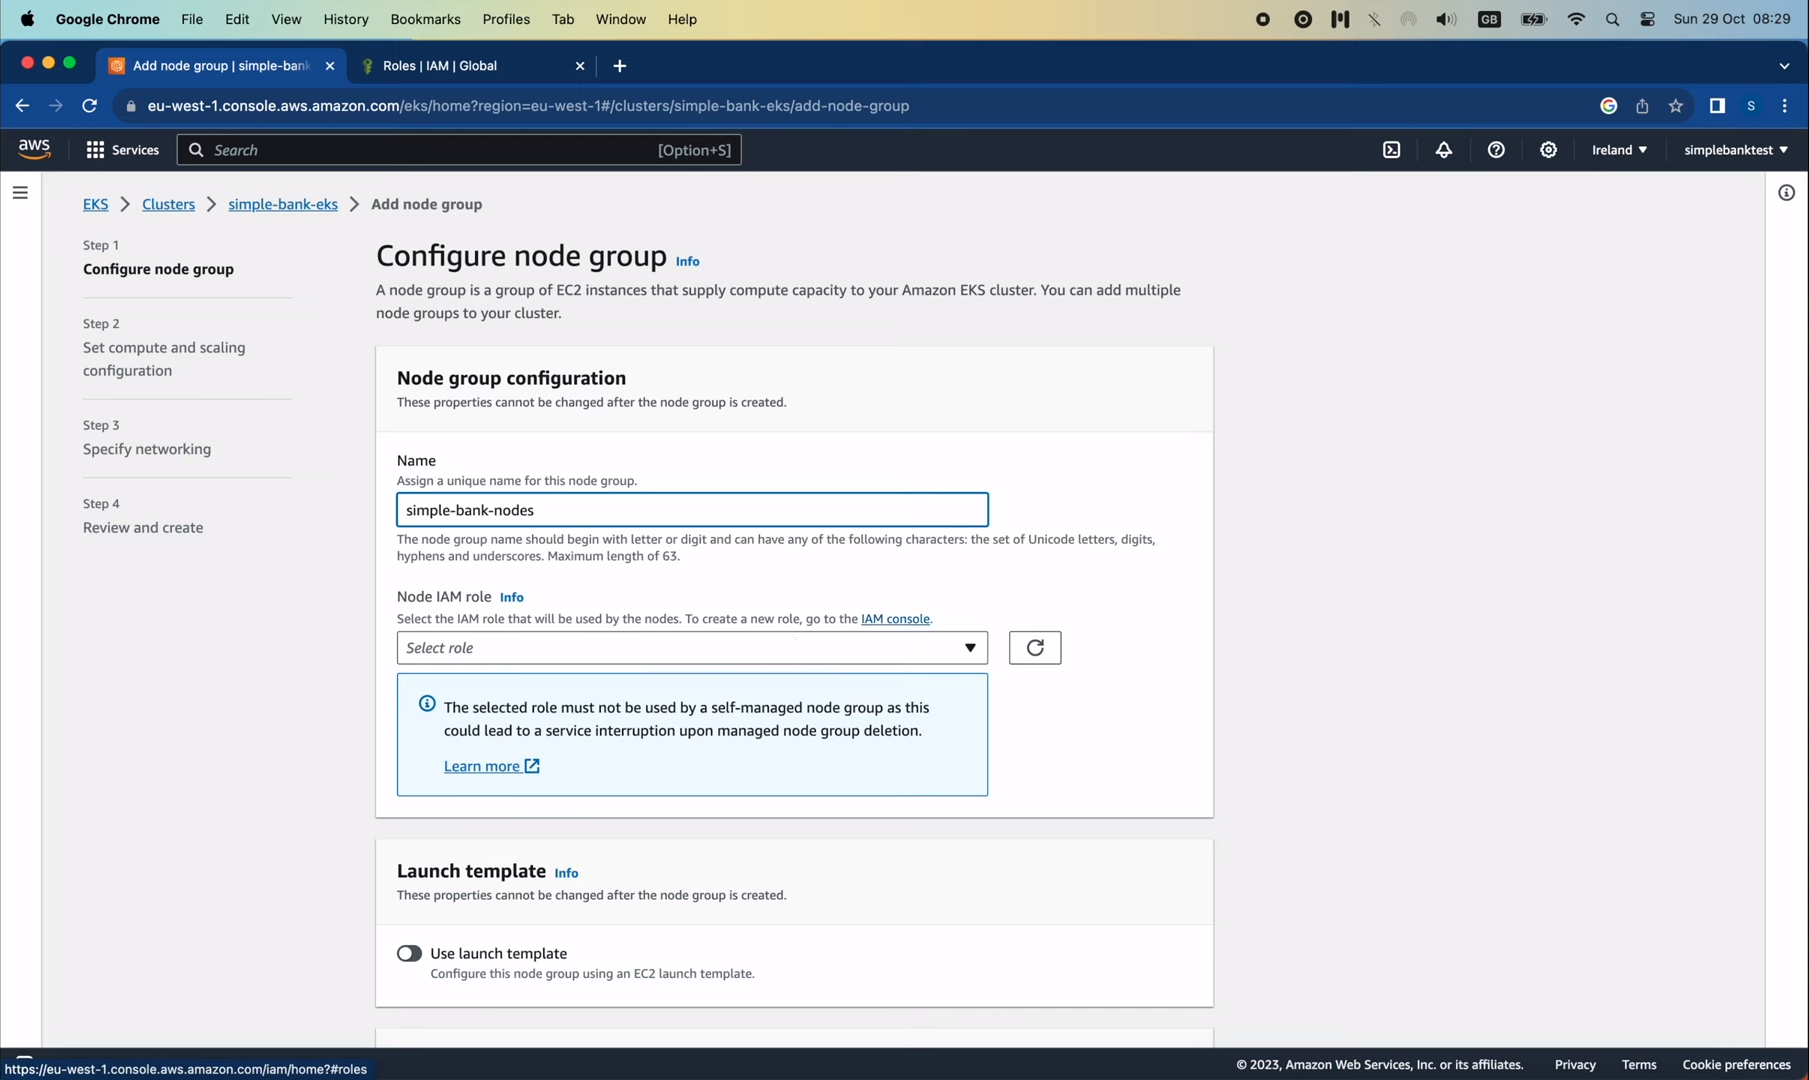 Google Chrome File Edit View History Bookmarks Profiles Tab Window Help GB Sun 29 Oct 08:29
Add node group | simple-bank Roles | IAM | Global
eu-west-1.console.aws.amazon.com/eks/home?region=eu-west-1#/clusters/simple-bank-eks/add-node-group S
aws Services Search [Option+S] Ireland simplebanktest
EKS Clusters simple-bank-eks Add node group
Step 1
Configure node group
Step 2
Set compute and scaling
configuration
Step 3
Specify networking
Step 4
Review and create
Configure node group Info
A node group is a group of EC2 instances that supply compute capacity to your Amazon EKS cluster. You can add multiple
node groups to your cluster.
Node group configuration
These properties cannot be changed after the node group is created.
Name
Assign a unique name for this node group.
simple-bank-nodes
The node group name should begin with letter or digit and can have any of the following characters: the set of Unicode letters, digits,
hyphens and underscores. Maximum length of 63.
Node IAM role Info
Select the IAM role that will be used by the nodes. To create a new role, go to the IAM console.
Select role
The selected role must not be used by a self-managed node group as this
could lead to a service interruption upon managed node group deletion.
Learn more
Launch template Info
These properties cannot be changed after the node group is created.
Use launch template
Configure this node group using an EC2 launch template.
https://eu-west-1.console.aws.amazon.com/iam/home?#roles
© 2023, Amazon Web Services, Inc. or its affiliates. Privacy Terms Cookie preferences